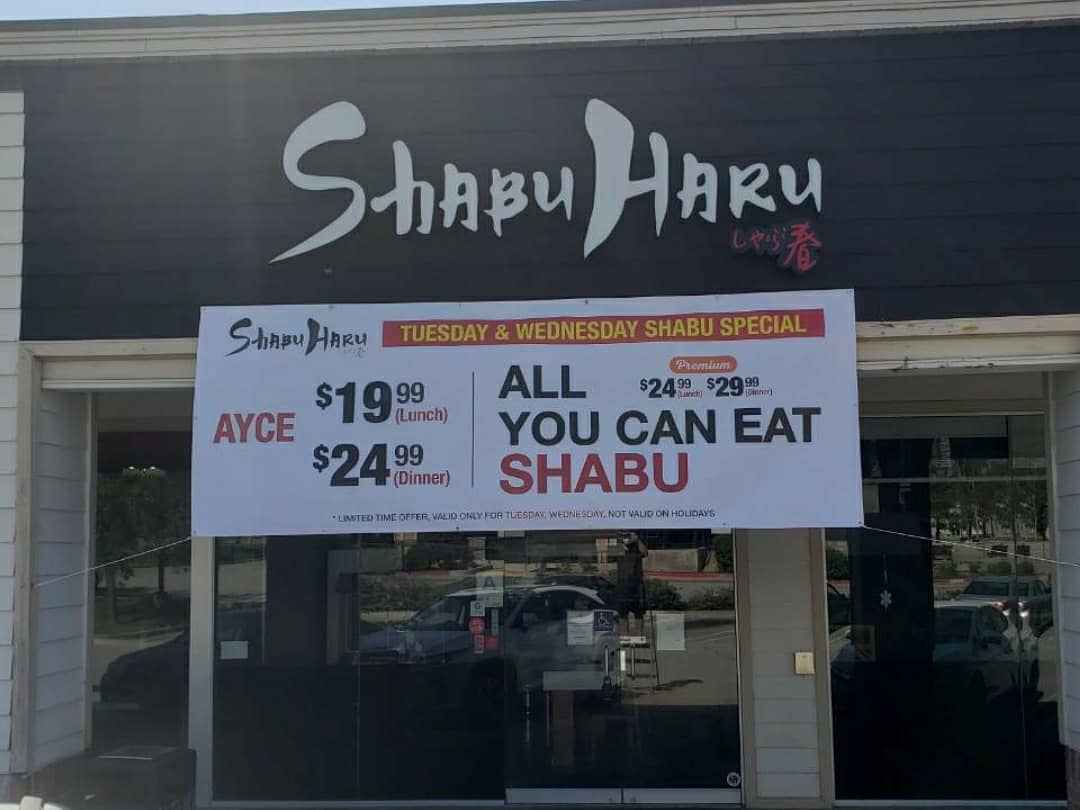 SHABU HARU
しゃぶ春
SHABU HARU
TUESDAY & WEDNESDAY SHABU SPECIAL
AYCE
$19.99
(Lunch)
$24.99
(Dinner)
ALL
Premium
$24.99 (Lunch) $29.99 (Dinner)
YOU CAN EAT
SHABU
* LIMITED TIME OFFER, VALID ONLY FOR TUESDAY, WEDNESDAY, NOT VALID ON HOLIDAYS
A